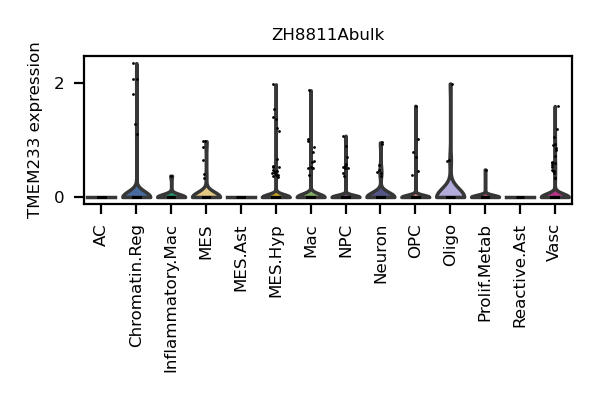 ZH8811Abulk
TMEM233 expression
2
0
AC
Chromatin.Reg
Inflammatory.Mac
MES
MES.Ast
MES.Hyp
Mac
NPC
Neuron
OPC
Oligo
Prolif.Metab
Reactive.Ast
Vasc